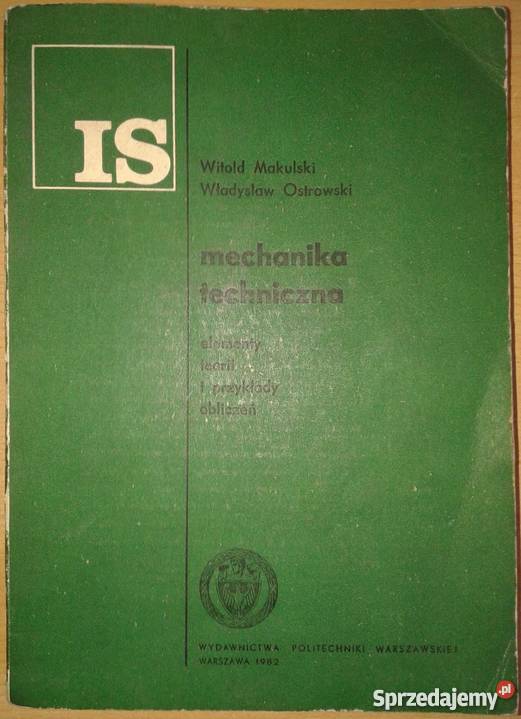 IS
Witold Makulski
Władysław Ostrowski
mechanika
techniczna
elementy
teorii
i przykłady
obliczeń
WYDAWNICTWA POLITECHNIKI WARSZAWSKIEJ
WARSZAWA 1982
Sprzedajemy.pl